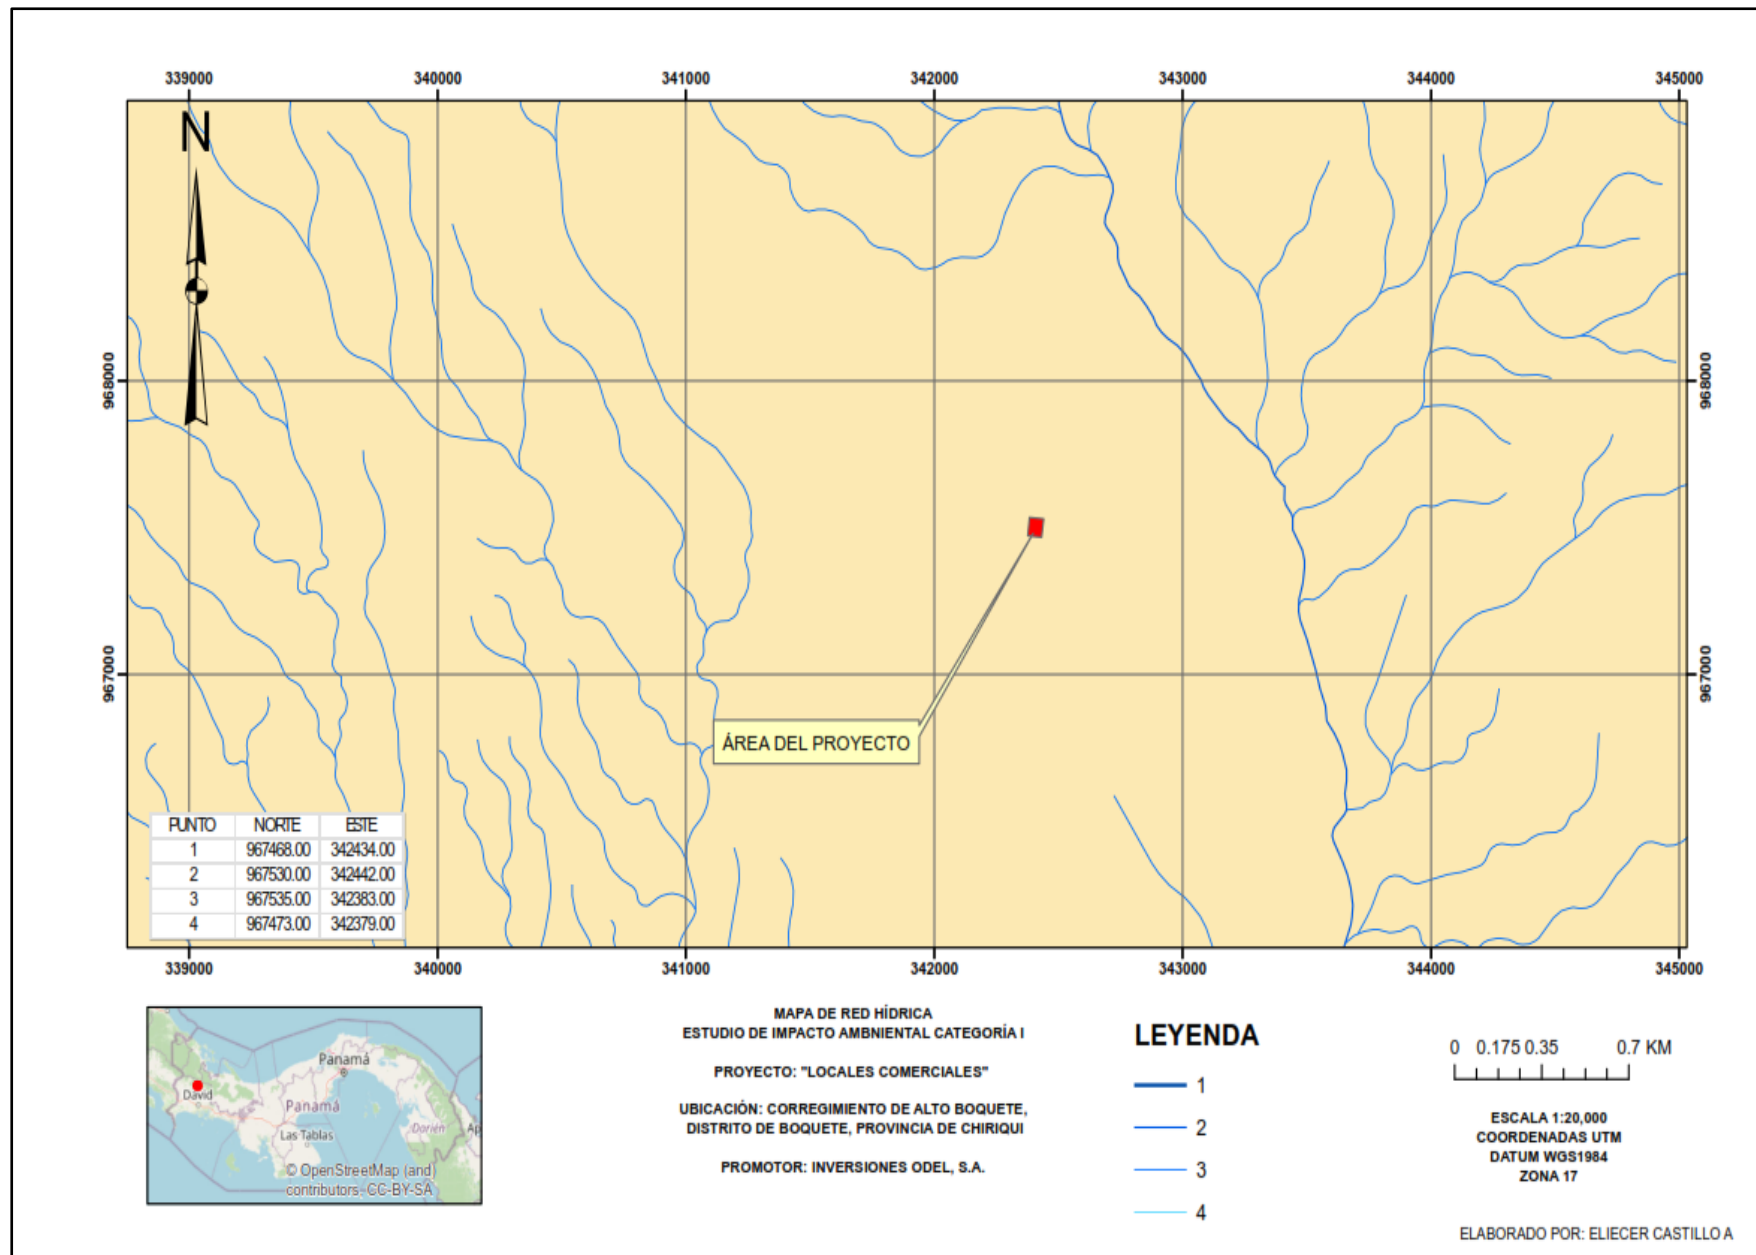 339000 340000 341000 342000 343000 344000 345000
N
968000 968000
967000 967000
ÁREA DEL PROYECTO
PUNTO NORTE ESTE
1 967468.00 342434.00
2 967530.00 342442.00
3 967535.00 342383.00
4 967473.00 342379.00
339000 340000 341000 342000 343000 344000 345000
Panamá
David
Panamá
Las Tablas
Darién
Ap
© OpenStreetMap (and)
contributors, CC-BY-SA
MAPA DE RED HÍDRICA
ESTUDIO DE IMPACTO AMBNIENTAL CATEGORÍA I
PROYECTO: "LOCALES COMERCIALES"
UBICACIÓN: CORREGIMIENTO DE ALTO BOQUETE,
DISTRITO DE BOQUETE, PROVINCIA DE CHIRIQUI
PROMOTOR: INVERSIONES ODEL, S.A.
LEYENDA
1
2
3
4
0 0.175 0.35 0.7 KM
ESCALA 1:20,000
COORDENADAS UTM
DATUM WGS1984
ZONA 17
ELABORADO POR: ELIECER CASTILLO A